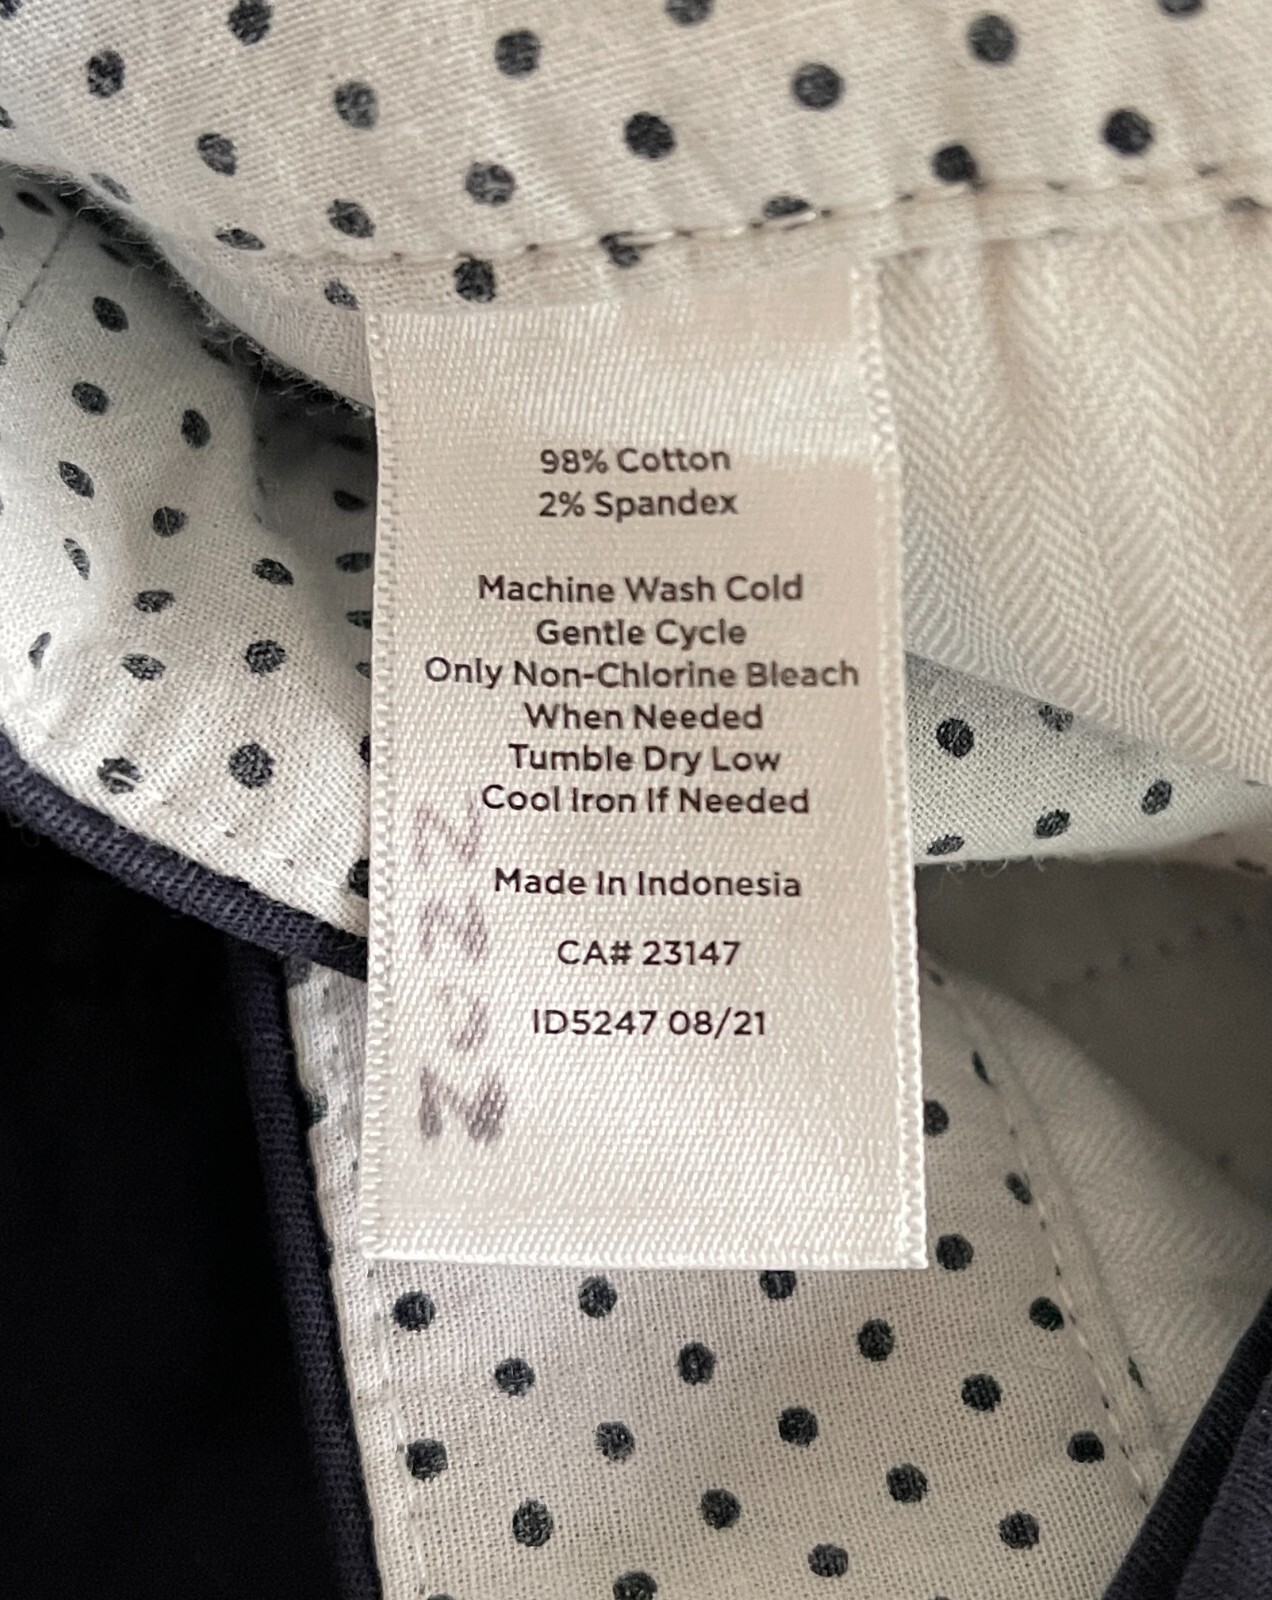 98% Cotton
2% Spandex
Machine Wash Cold
Gentle Cycle
Only Non-Chlorine Bleach
When Needed
Tumble Dry Low
Cool Iron If Needed
Made In Indonesia
CA# 23147
ID5247 08/21